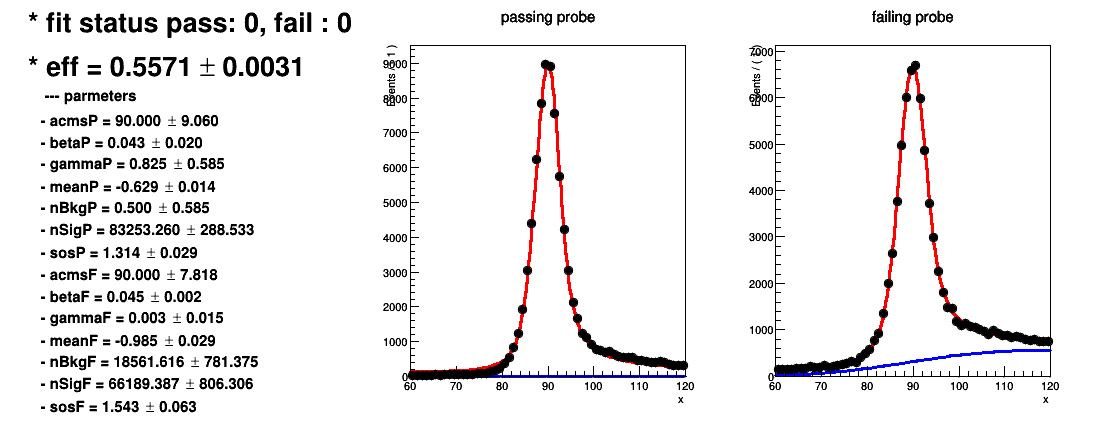 * fit status pass: 0, fail : 0
* eff = 0.5571 ± 0.0031
--- parmeters
- acmsP = 90.000 ± 9.060
- betaP = 0.043 ± 0.020
- gammaP = 0.825 ± 0.585
- meanP = -0.629 ± 0.014
- nBkgP = 0.500 ± 0.585
- nSigP = 83253.260 ± 288.533
- sosP = 1.314 ± 0.029
- acmsF = 90.000 ± 7.818
- betaF = 0.045 ± 0.002
- gammaF = 0.003 ± 0.015
- meanF = -0.985 ± 0.029
- nBkgF = 18561.616 ± 781.375
- nSigF = 66189.387 ± 806.306
- sosF = 1.543 ± 0.063
passing probe
9000
8000
7000
6000
5000
4000
3000
2000
1000
0
60 70 80 90 100 110 120
x
failing probe
7000
6000
5000
4000
3000
2000
1000
0
60 70 80 90 100 110 120
x